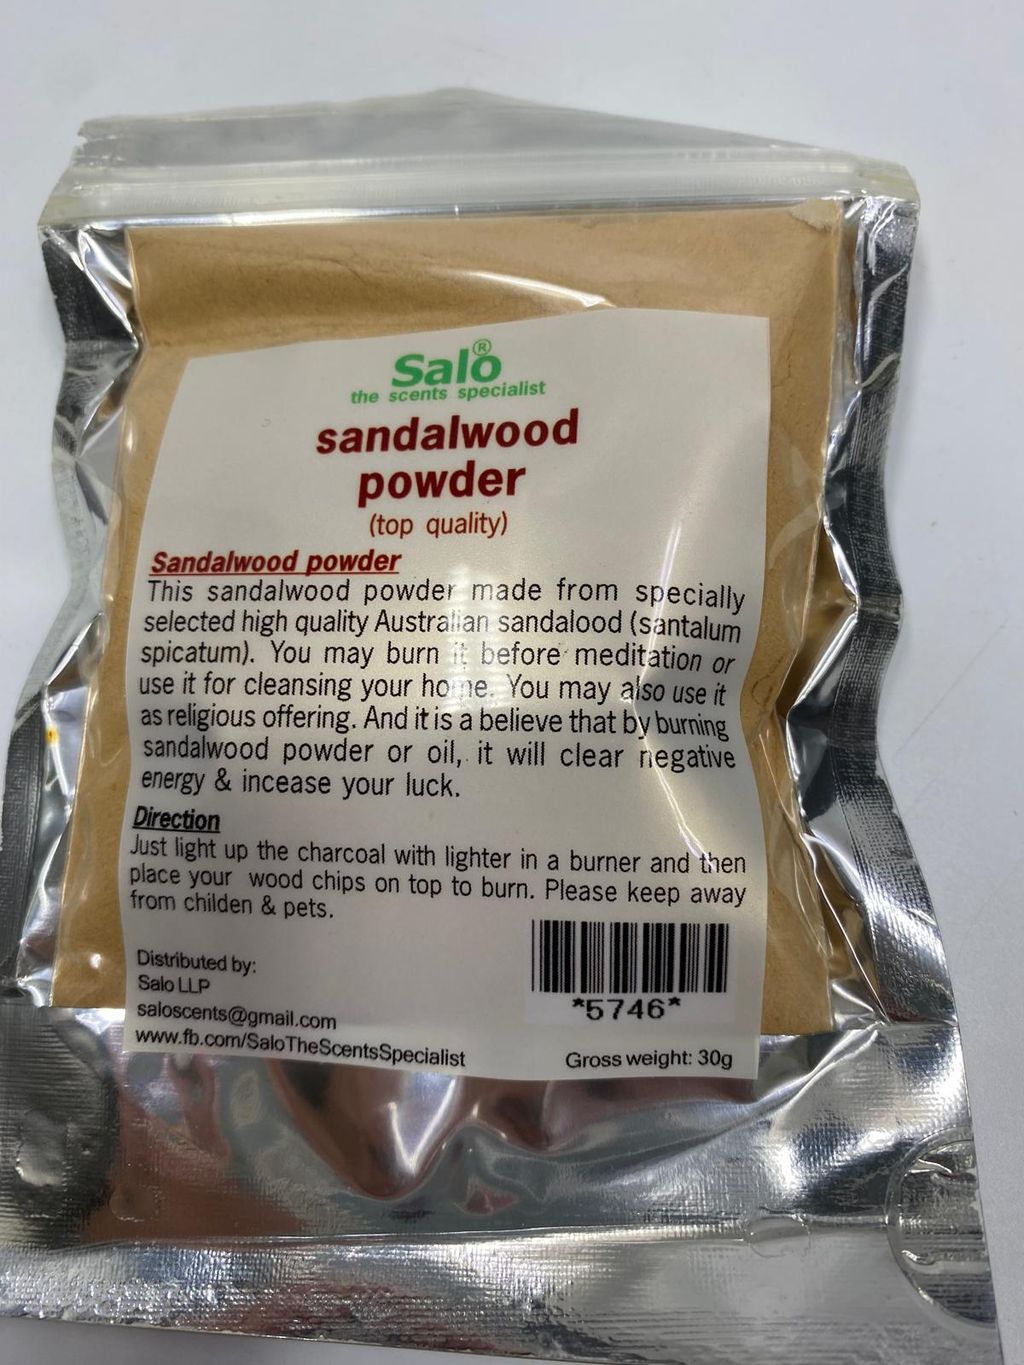 Salo®
the scents specialist
sandalwood
powder
(top quality)
Sandalwood powder
This sandalwood powder made from specially
selected high quality Australian sandalood (santalum
spicatum). You may burn it before meditation or
use it for cleansing your home. You may also use it
as religious offering. And it is a believe that by burning
sandalwood powder or oil, it will clear negative
energy & incease your luck.
Direction
Just light up the charcoal with lighter in a burner and then
place your wood chips on top to burn. Please keep away
from childen & pets.
Distributed by:
Salo LLP
saloscents@gmail.com
www.fb.com/SaloTheScentsSpecialist
*5746*
Gross weight: 30g